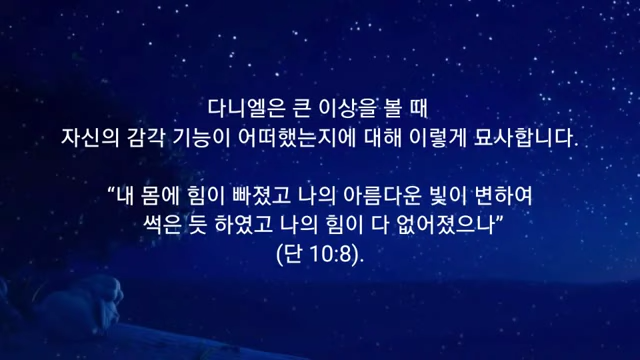 다니엘은 큰 이상을 볼 때
자신의 감각 기능이 어떠했는지에 대해 이렇게 묘사합니다.
“내 몸에 힘이 빠졌고 나의 아름다운 빛이 변하여
썩은 듯 하였고 나의 힘이 다 없어졌으나”
(단 10:8).